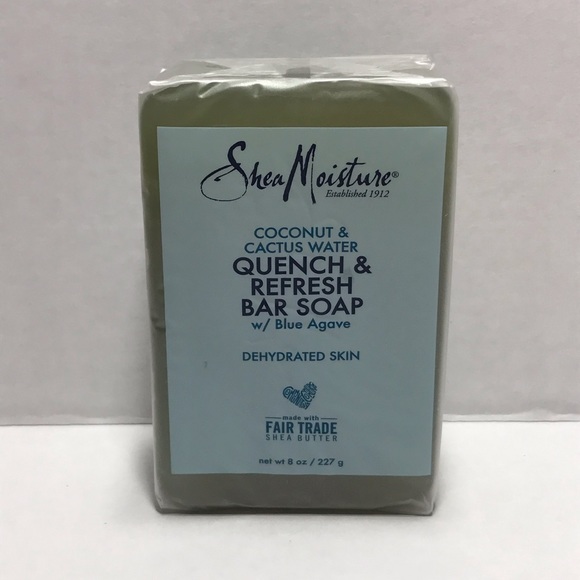 SheaMoisture®
Established 1912
COCONUT &
CACTUS WATER
QUENCH &
REFRESH
BAR SOAP
w/ Blue Agave
DEHYDRATED SKIN
made with
FAIR TRADE
SHEA BUTTER
net wt 8 oz / 227 g